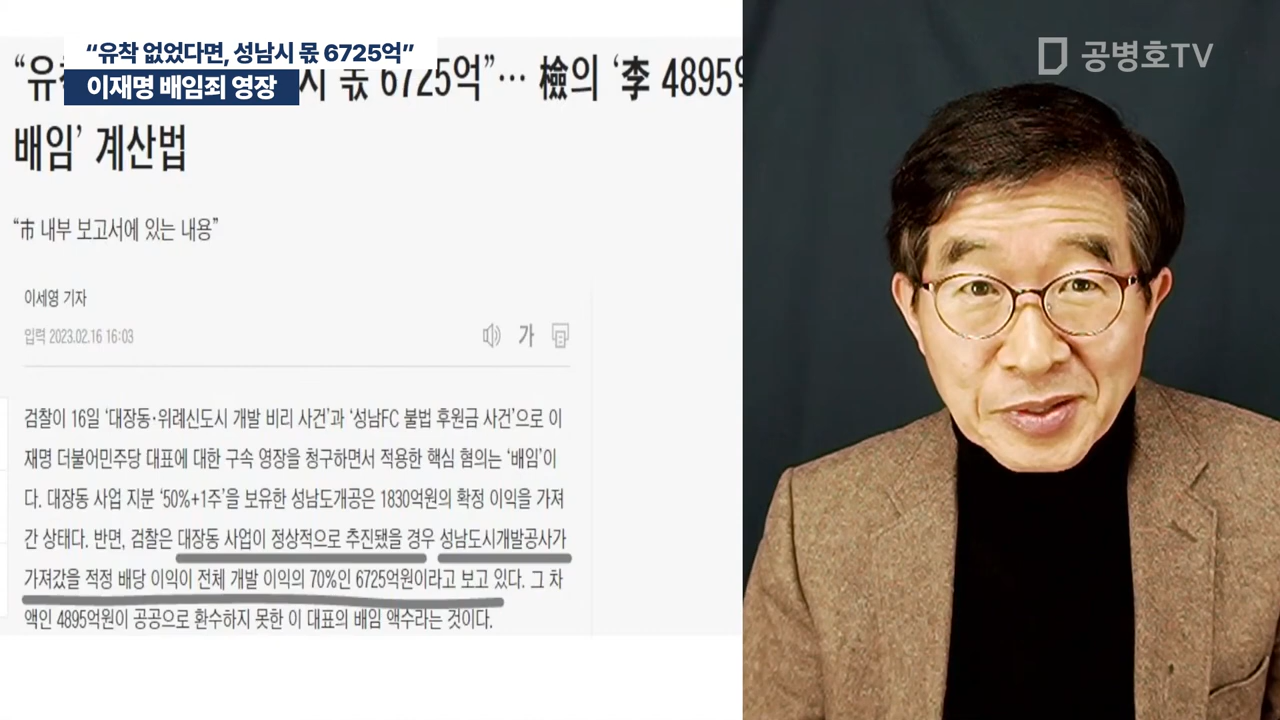 “유착 없었다면, 성남시 몫 6725억”
이재명 배임죄 영장
공병호TV
시 몫 6725억”… 檢의 ‘李 4895
배임’ 계산법
“市 내부 보고서에 있는 내용”
이세영 기자
입력 2023.02.16 16:03
가
검찰이 16일 ‘대장동·위례신도시 개발 비리 사건’과 ‘성남FC 불법 후원금 사건’으로 이
재명 더불어민주당 대표에 대한 구속 영장을 청구하면서 적용한 핵심 혐의는 ‘배임’이
다. 대장동 사업 지분 ‘50%+1주’을 보유한 성남도개공은 1830억원의 확정 이익을 가져
간 상태다. 반면, 검찰은 대장동 사업이 정상적으로 추진됐을 경우 성남도시개발공사가
가져갔을 적정 배당 이익이 전체 개발 이익의 70%인 6725억원이라고 보고 있다. 그 차
액인 4895억원이 공공으로 환수하지 못한 이 대표의 배임 액수라는 것이다.